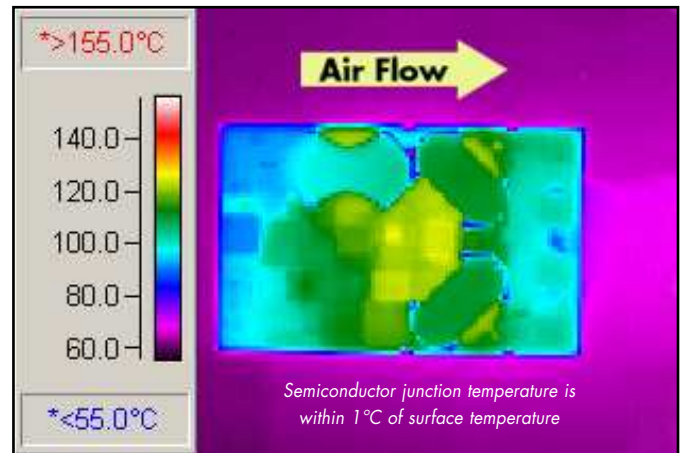 *>155.0°C
Air Flow
140.0
120.0
100.0
80.0
60.0
*<55.0°C
Semiconductor junction temperature is
within 1°C of surface temperature